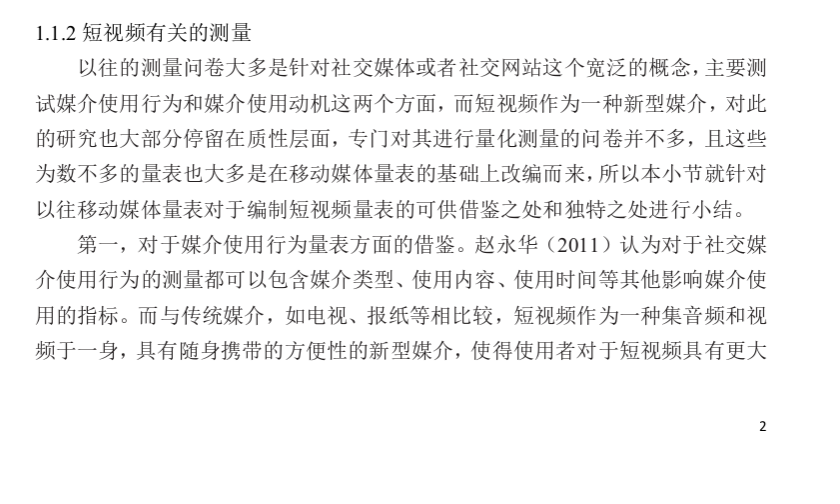 1.1.2 短视频有关的测量
以往的测量问卷大多是针对社交媒体或者社交网站这个宽泛的概念，主要测
试媒介使用行为和媒介使用动机这两个方面，而短视频作为一种新型媒介，对此
的研究也大部分停留在质性层面，专门对其进行量化测量的问卷并不多，且这些
为数不多的量表也大多是在移动媒体量表的基础上改编而来，所以本小节就针对
以往移动媒体量表对于编制短视频量表的可供借鉴之处和独特之处进行小结。
第一，对于媒介使用行为量表方面的借鉴。赵永华（2011）认为对于社交媒
介使用行为的测量都可以包含媒介类型、使用内容、使用时间等其他影响媒介使
用的指标。而与传统媒介，如电视、报纸等相比较，短视频作为一种集音频和视
频于一身，具有随身携带的方便性的新型媒介，使得使用者对于短视频具有更大
2